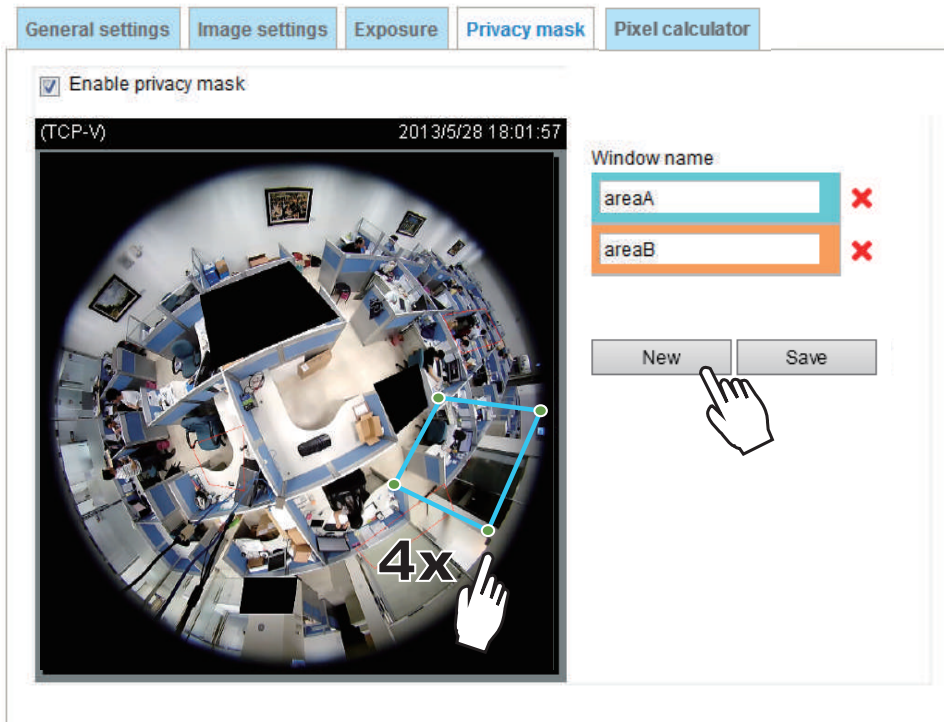 General settings Image settings Exposure Privacy mask Pixel calculator
Enable privacy mask
(TCP-V) 2013/5/28 18:01:57
Window name
areaA
areaB
New Save
4x